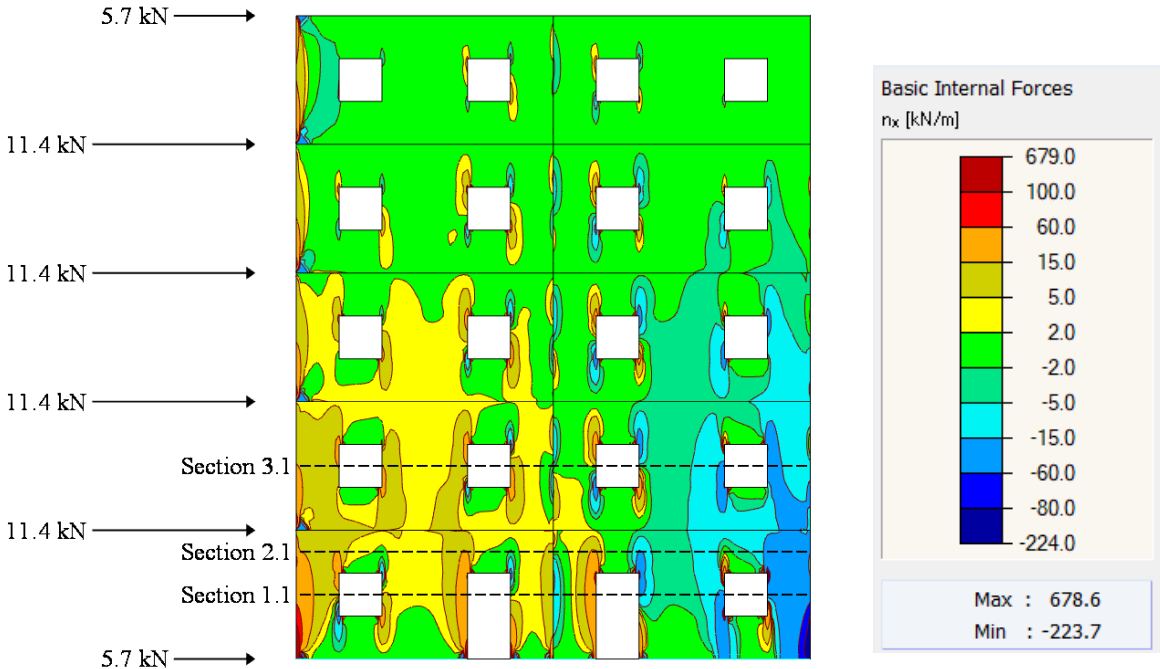 5.7 kN
11.4 kN
11.4 kN
11.4 kN
Section 3.1
11.4 kN
Section 2.1
Section 1.1
5.7 kN
Basic Internal Forces
nx [kN/m]
679.0
100.0
60.0
15.0
5.0
2.0
-2.0
-5.0
-15.0
-60.0
-80.0
-224.0
Max : 678.6
Min : -223.7